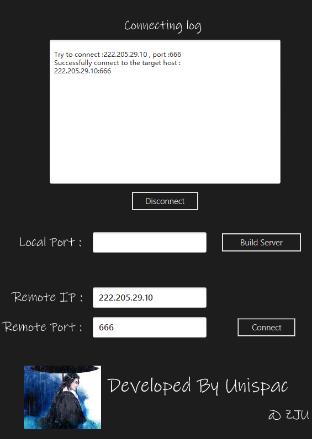 Connecting log
Try to connect :222.205.29.10 , port :666
Successfully connect to the target host :
222.205.29.10:666
Disconnect
Local Port :
Build Server
Remote IP :
222.205.29.10
Remote Port :
666
Connect
Developed By Unispac
@ ZJU